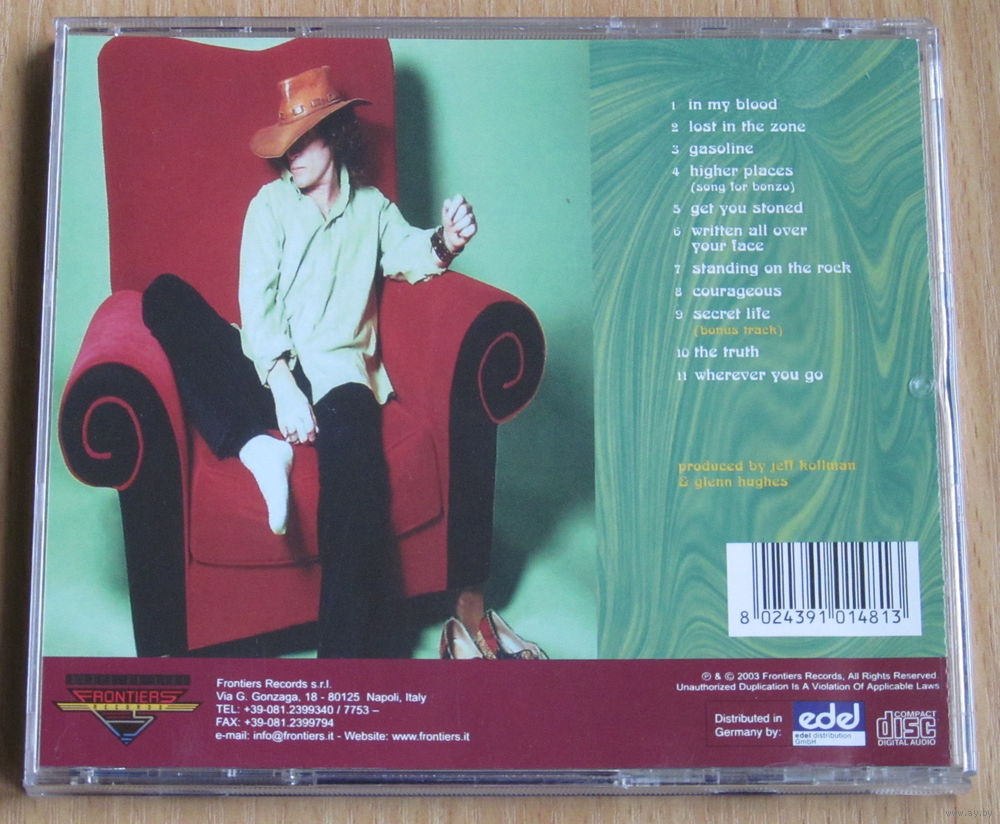 1 in my blood
2 lost in the zone
3 gasoline
4 higher places
(song for bonzo)
5 get you stoned
6 written all over
your face
7 standing on the rock
8 courageous
9 secret life
(bonus track)
10 the truth
11 wherever you go
produced by jeff kollman
& glenn hughes
8 024391 014813
FRONTIERS
RECORDS
Frontiers Records s.r.l.
Via G. Gonzaga, 18 - 80125 Napoli, Italy
TEL: +39-081.2399340 / 7753 –
FAX: +39-081.2399794
e-mail: info@frontiers.it - Website: www.frontiers.it
℗ & © 2003 Frontiers Records, All Rights Reserved.
Unauthorized Duplication Is A Violation Of Applicable Laws
Distributed in
Germany by:
edel
edel distribution
GmbH
COMPACT
disc
DIGITAL AUDIO
www.ay.by